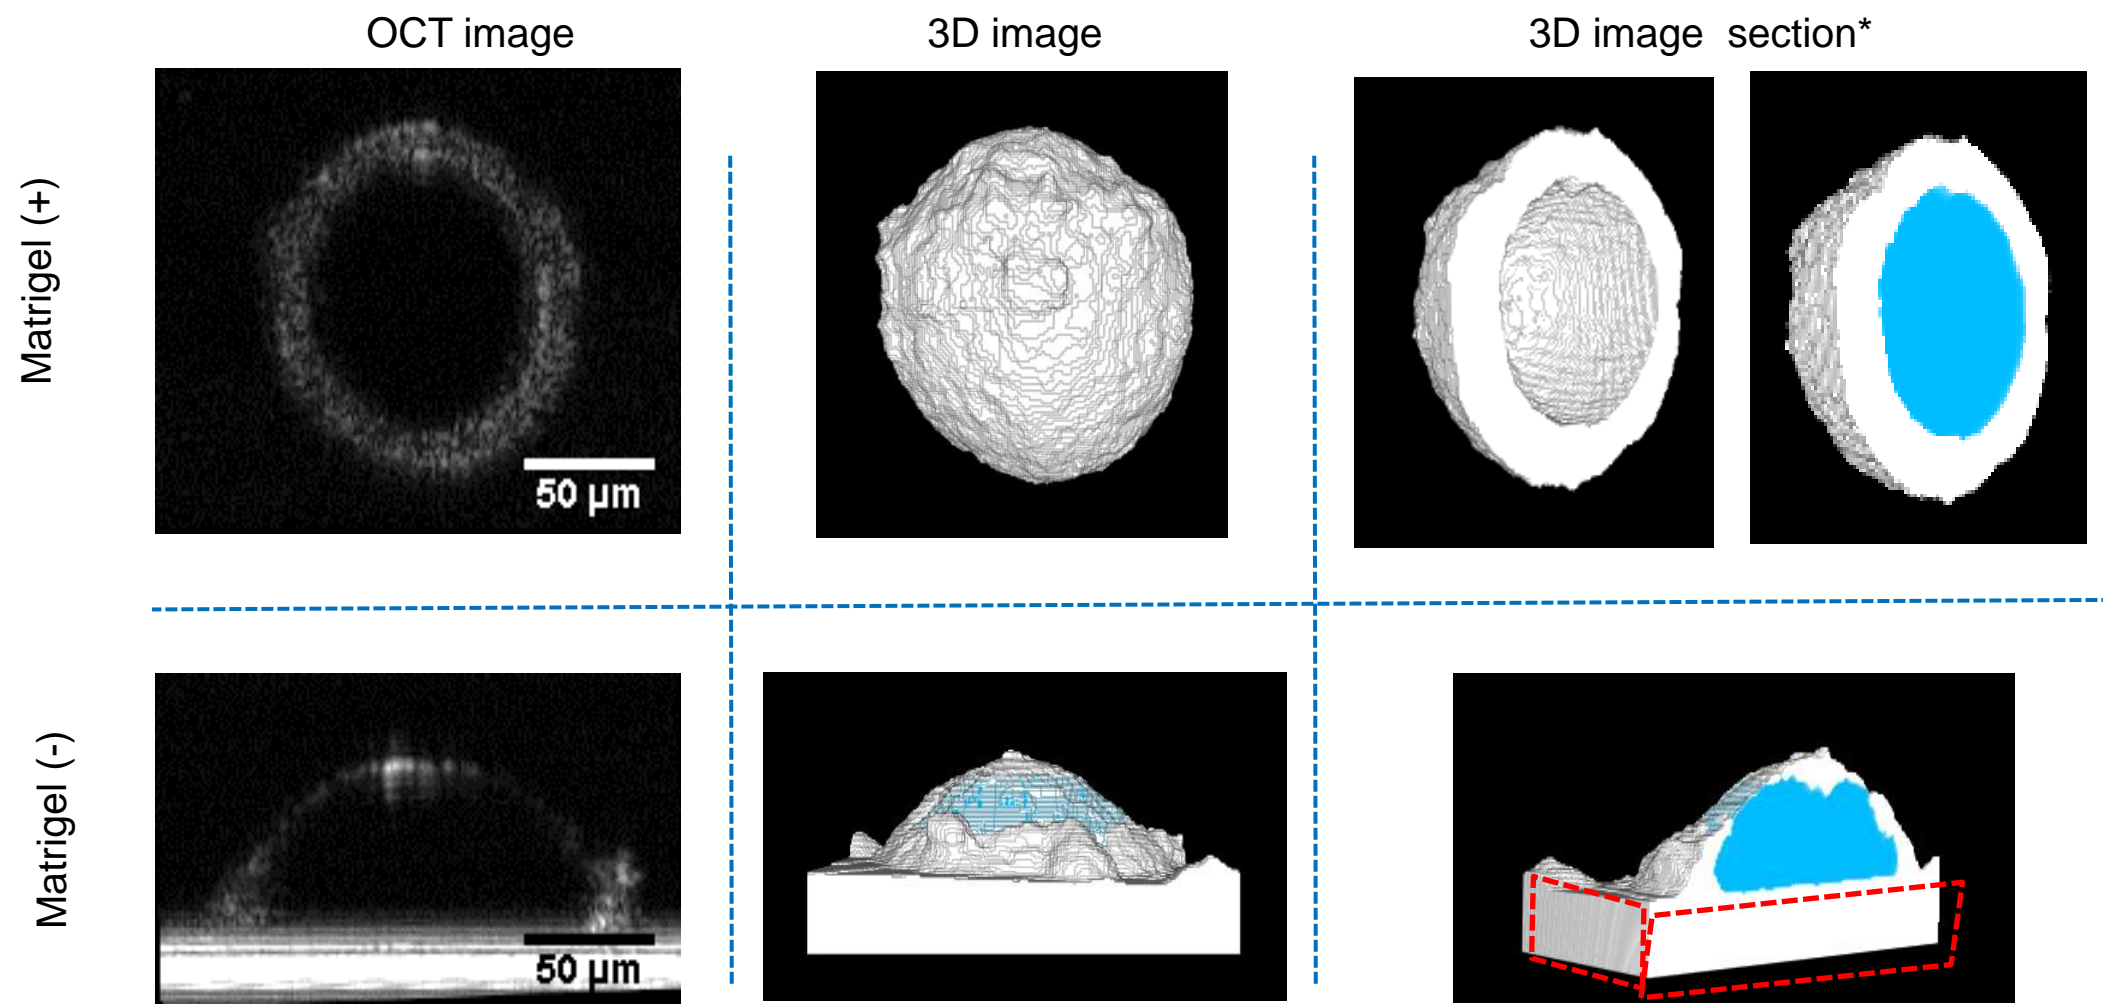 OCT image
3D image
3D image section*
Matrigel (+)
50 µm
Matrigel (-)
50 µm